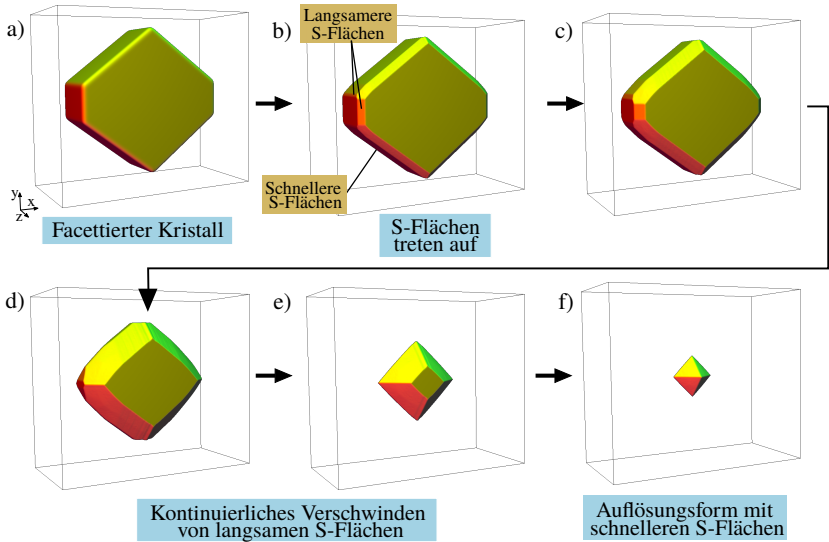 a)
b)
Langsamere
S-Flächen
c)
y
x
z
Schnellere
S-Flächen
Facettierter Kristall
S-Flächen
treten auf
d)
e)
f)
Kontinuierliches Verschwinden
von langsamen S-Flächen
Auflösungsform mit
schnelleren S-Flächen